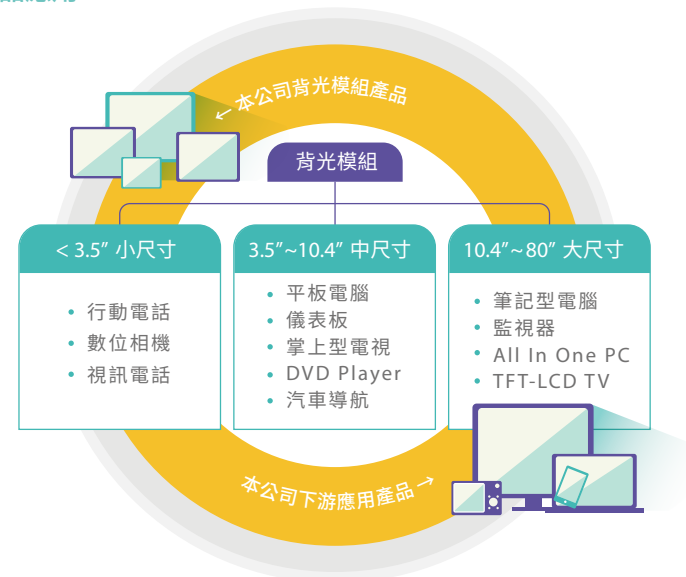 ← 本公司背光模組產品
背光模組
< 3.5” 小尺寸
• 行動電話
• 數位相機
• 視訊電話
3.5”~10.4” 中尺寸
• 平板電腦
• 儀表板
• 掌上型電視
• DVD Player
• 汽車導航
10.4”~80” 大尺寸
• 筆記型電腦
• 監視器
• All In One PC
• TFT-LCD TV
本公司下游應用產品 →